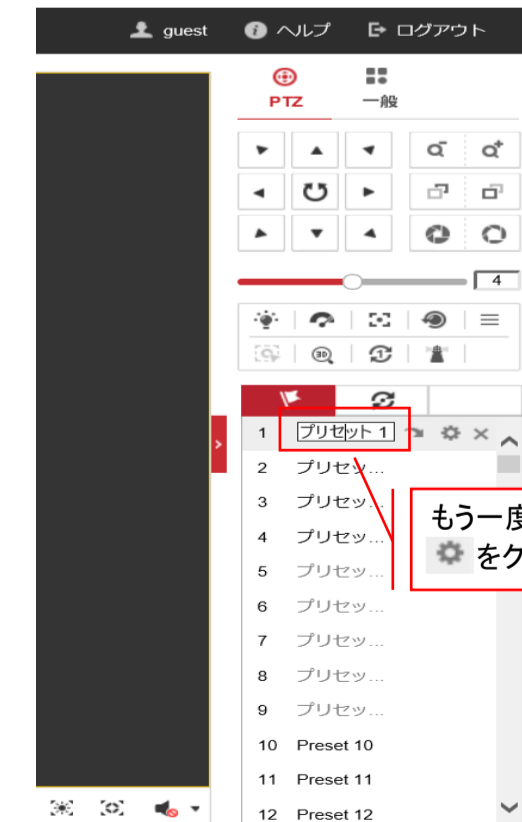 guest ヘルプ ログアウト
PTZ 一般
4
1 プリセット 1
2 プリセッ...
3 プリセッ...
4 プリセッ...
5 プリセッ...
6 プリセッ...
7 プリセッ...
8 プリセッ...
9 プリセッ...
10 Preset 10
11 Preset 11
12 Preset 12
もう一度
をク